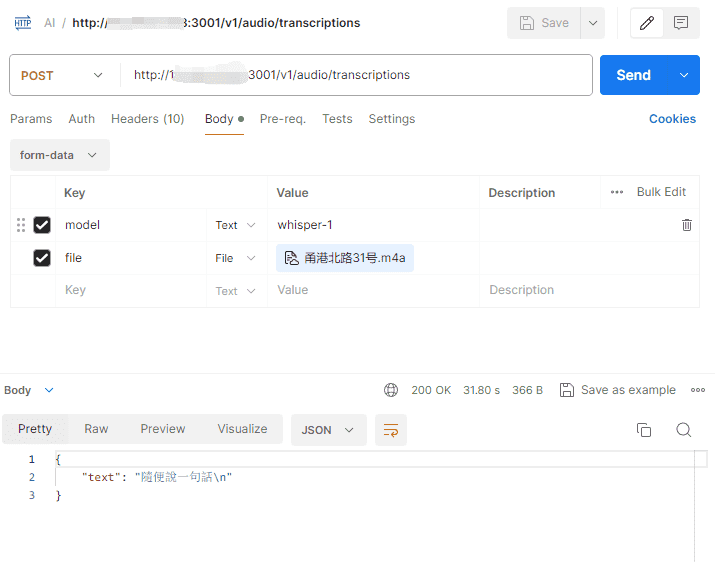 HTTP AI / http://3:3001/v1/audio/transcriptions Save
POST http://1 3001/v1/audio/transcriptions Send
Params Auth Headers (10) Body Pre-req. Tests Settings Cookies
form-data
Key Value Description Bulk Edit
model Text whisper-1
file File 甬港北路31号.m4a
Key Text Value Description
Body 200 OK 31.80 s 366 B Save as example
Pretty Raw Preview Visualize JSON
1 {
2 "text": "隨便說一句話\n"
3 }